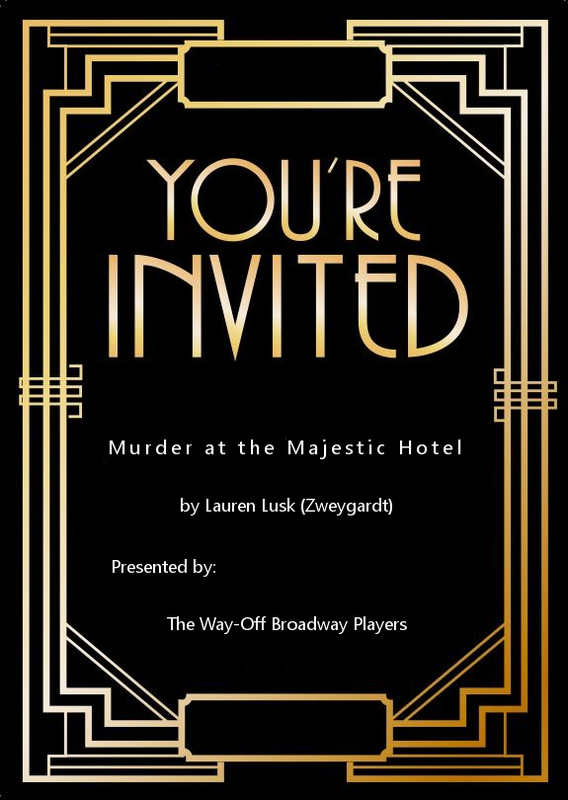 YOU'RE
INVITED
Murder at the Majestic Hotel
by Lauren Lusk (Zweygardt)
Presented by:
The Way-Off Broadway Players